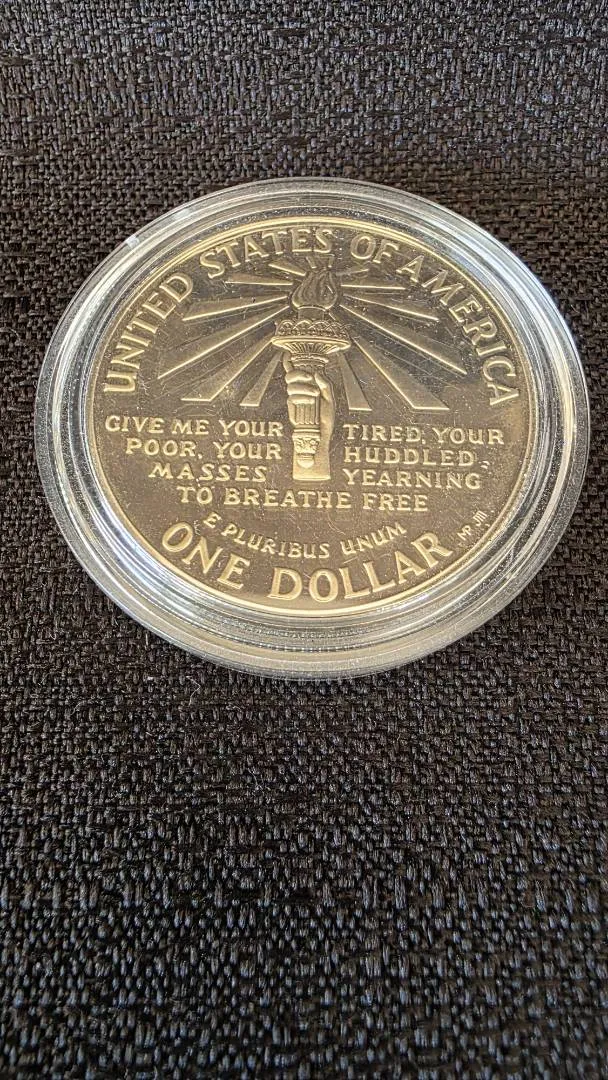 UNITED STATES OF AMERICA
GIVE ME YOUR TIRED, YOUR
POOR, YOUR HUDDLED
MASSES YEARNING
TO BREATHE FREE
E PLURIBUS UNUM
ONE DOLLAR